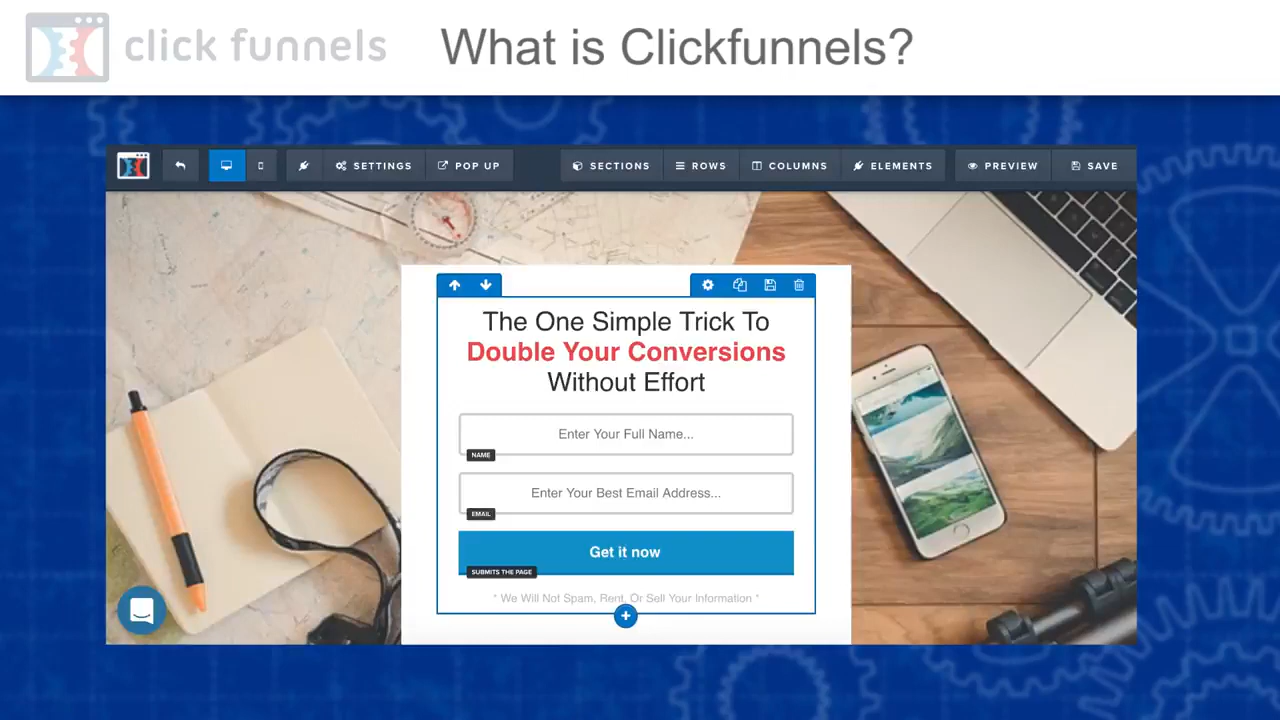 click funnels
What is Clickfunnels?
SETTINGS
POP UP
SECTIONS
ROWS
COLUMNS
ELEMENTS
PREVIEW
SAVE
The One Simple Trick To
Double Your Conversions
Without Effort
Enter Your Full Name...
NAME
Enter Your Best Email Address...
EMAIL
Get it now
SUBMITS THE PAGE
* We Will Not Spam, Rent, Or Sell Your Information *